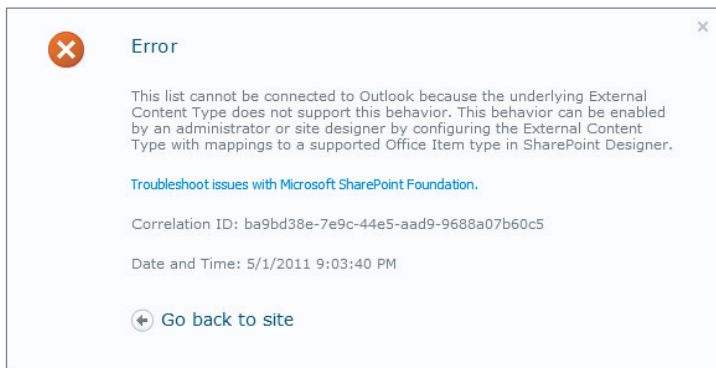 Error
This list cannot be connected to Outlook because the underlying External
Content Type does not support this behavior. This behavior can be enabled
by an administrator or site designer by configuring the External Content
Type with mappings to a supported Office Item type in SharePoint Designer.
Troubleshoot issues with Microsoft SharePoint Foundation.
Correlation ID: ba9bd38e-7e9c-44e5-aad9-9688a07b60c5
Date and Time: 5/1/2011 9:03:40 PM
Go back to site